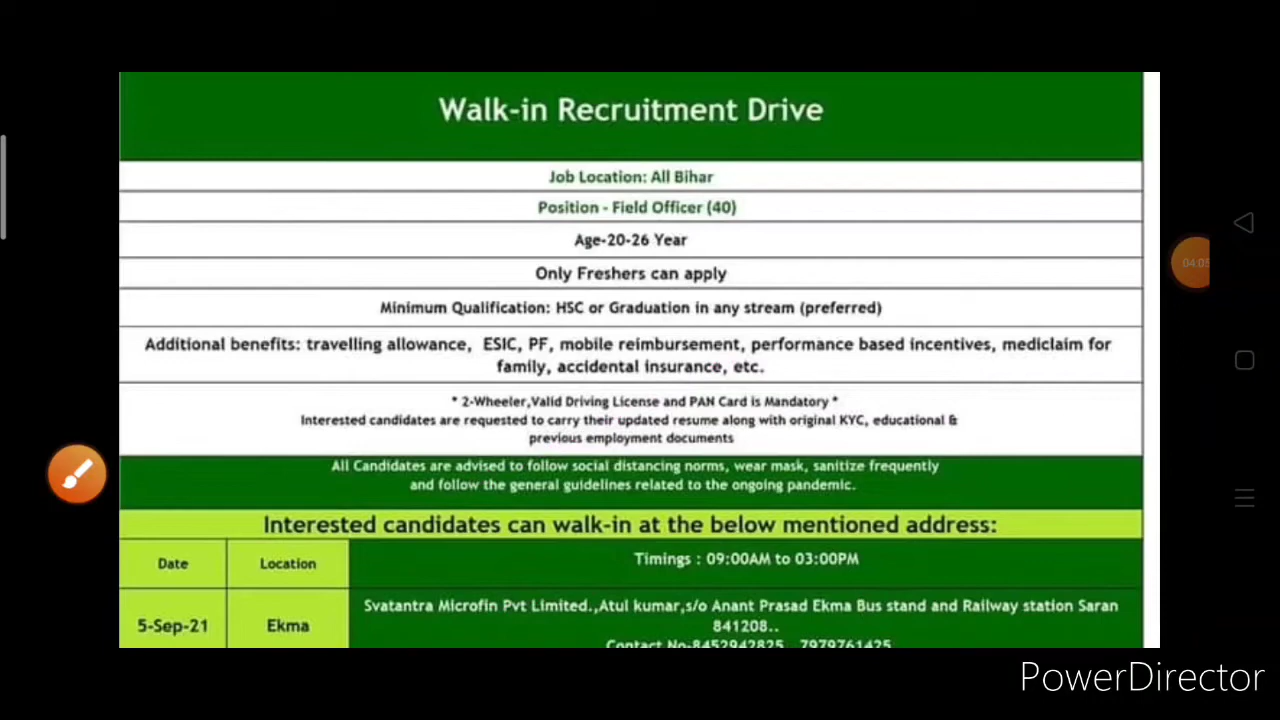 Walk-in Recruitment Drive
Job Location: All Bihar
Position - Field Officer (40)
Age-20-26 Year
Only Freshers can apply
Minimum Qualification: HSC or Graduation in any stream (preferred)
Additional benefits: travelling allowance, ESIC, PF, mobile reimbursement, performance based incentives, mediclaim for
family, accidental insurance, etc.
* 2-Wheeler,Valid Driving License and PAN Card is Mandatory *
Interested candidates are requested to carry their updated resume along with original KYC, educational &
previous employment documents
All Candidates are advised to follow social distancing norms, wear mask, sanitize frequently
and follow the general guidelines related to the ongoing pandemic.
Interested candidates can walk-in at the below mentioned address:
Date Location Timings : 09:00AM to 03:00PM
5-Sep-21 Ekma Svatantra Microfin Pvt Limited.,Atul kumar,s/o Anant Prasad Ekma Bus stand and Railway station Saran
841208..
Contact No-8452942825, 7979761425
04:05
PowerDirector